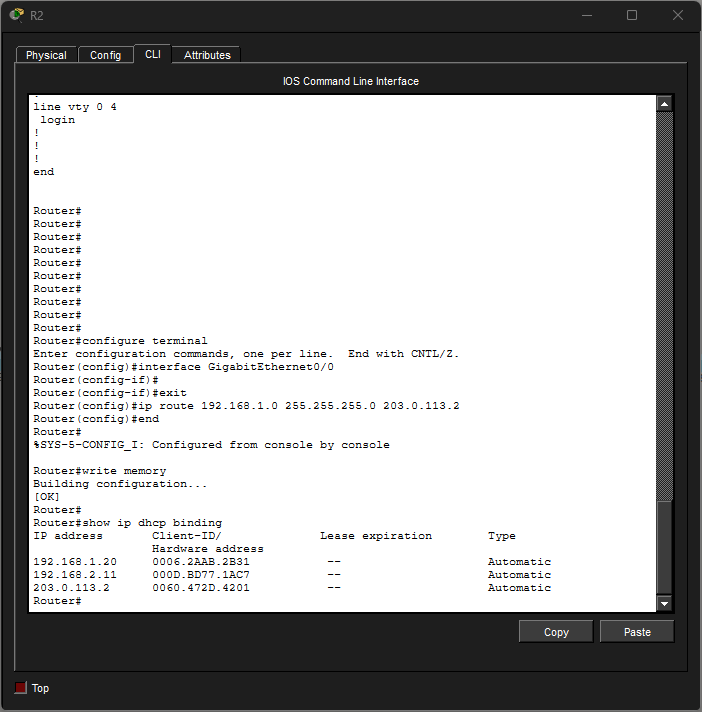 R2
Physical Config CLI Attributes
IOS Command Line Interface
!
line vty 0 4
 login
!
!
!
end
Router#
Router#
Router#
Router#
Router#
Router#
Router#
Router#
Router#
Router#
Router#configure terminal
Enter configuration commands, one per line.  End with CNTL/Z.
Router(config)#interface GigabitEthernet0/0
Router(config-if)#
Router(config-if)#exit
Router(config)#ip route 192.168.1.0 255.255.255.0 203.0.113.2
Router(config)#end
Router#
%SYS-5-CONFIG_I: Configured from console by console
Router#write memory
Building configuration...
[OK]
Router#
Router#show ip dhcp binding
IP address       Client-ID/              Lease expiration        Type
                 Hardware address
192.168.1.20     0006.2AAB.2B31           --                     Automatic
192.168.2.11     000D.BD77.1AC7           --                     Automatic
203.0.113.2      0060.472D.4201           --                     Automatic
Router#
Copy Paste
Top